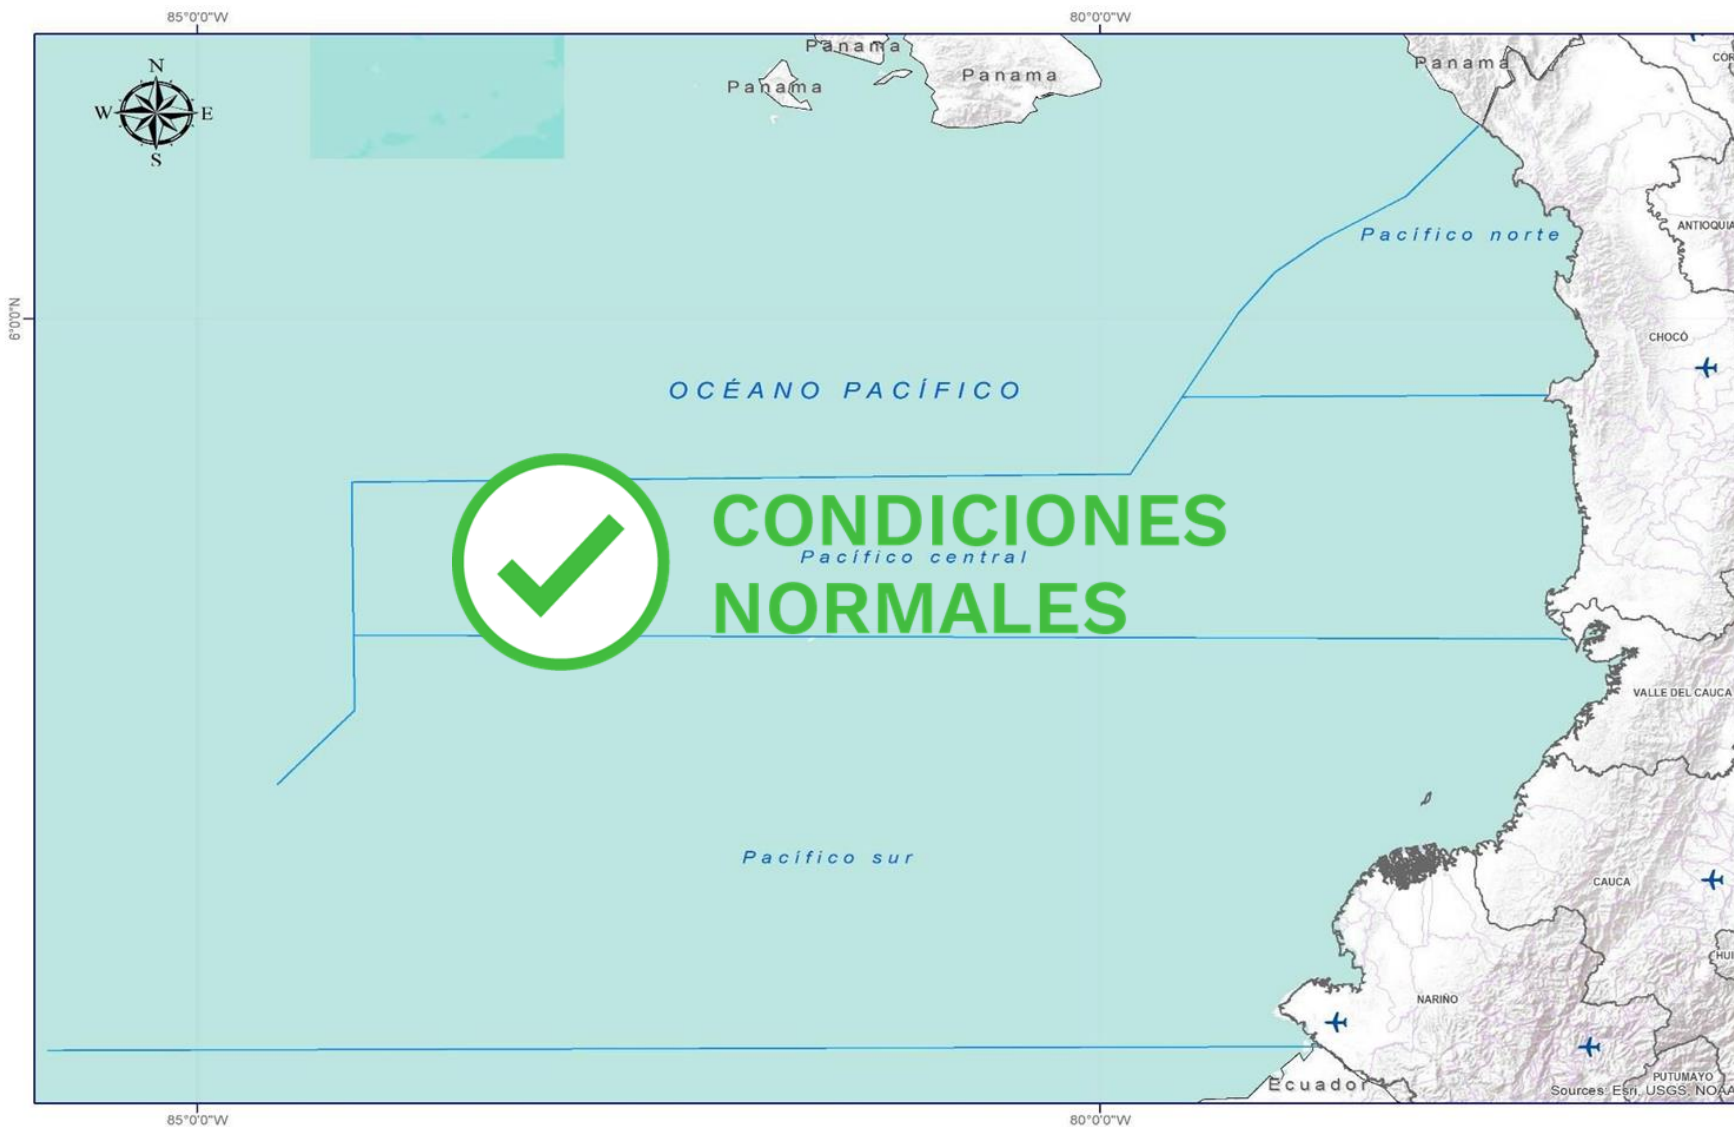 85°0'0"W
80°0'0"W
N
W
E
S
Panama
Panama
Panama
Panama
CÓR
Pacífico norte
ANTIOQUIA
6°0'0"N
CHOCÓ
OCÉANO PACÍFICO
CONDICIONES
Pacífico central
NORMALES
VALLE DEL CAUCA
Pacífico sur
CAUCA
HUI
NARIÑO
PUTUMAYO
Ecuador
Sources: Esri, USGS, NOAA
85°0'0"W
80°0'0"W